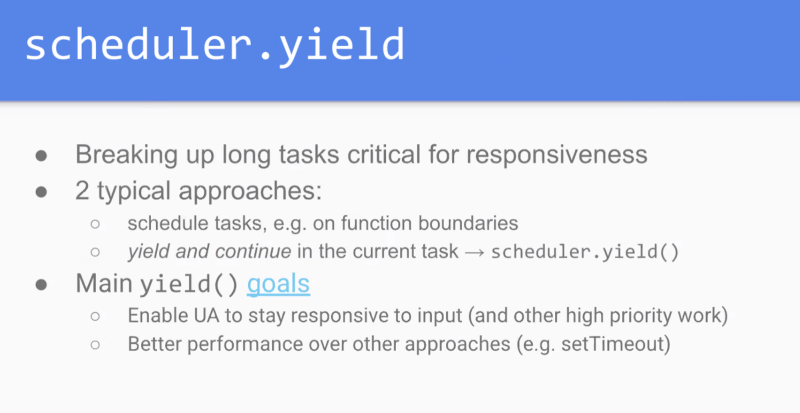 scheduler.yield
● Breaking up long tasks critical for responsiveness
● 2 typical approaches:
○ schedule tasks, e.g. on function boundaries
○ yield and continue in the current task → scheduler.yield()
● Main yield() goals
○ Enable UA to stay responsive to input (and other high priority work)
○ Better performance over other approaches (e.g. setTimeout)